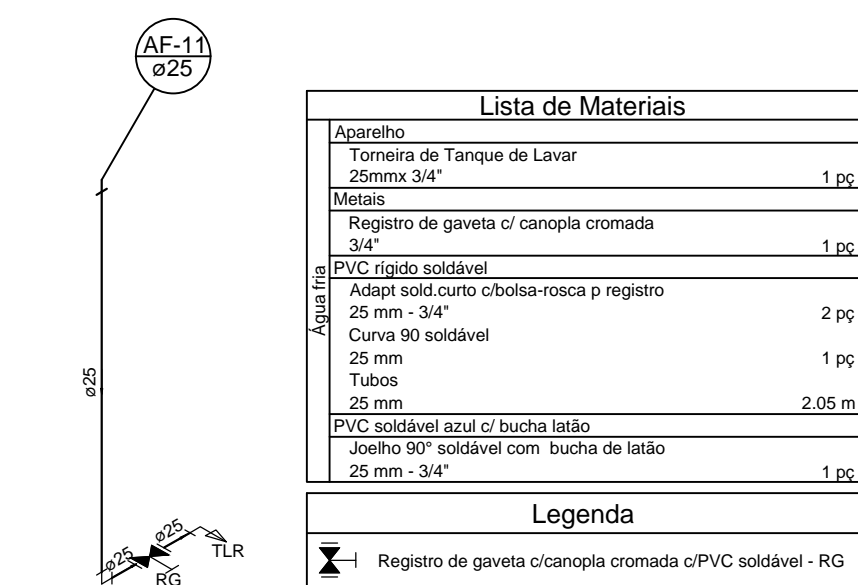 AF-11
ø25
ø25
ø25
ø25
RG
TLR
Lista de Materiais
Água fria
Aparelho
Torneira de Tanque de Lavar
25mmx 3/4" 1 pç
Metais
Registro de gaveta c/ canopla cromada
3/4" 1 pç
PVC rígido soldável
Adapt sold.curto c/bolsa-rosca p registro
25 mm - 3/4" 2 pç
Curva 90 soldável
25 mm 1 pç
Tubos
25 mm 2.05 m
PVC soldável azul c/ bucha latão
Joelho 90° soldável com bucha de latão
25 mm - 3/4" 1 pç
Legenda
Registro de gaveta c/canopla cromada c/PVC soldável - RG